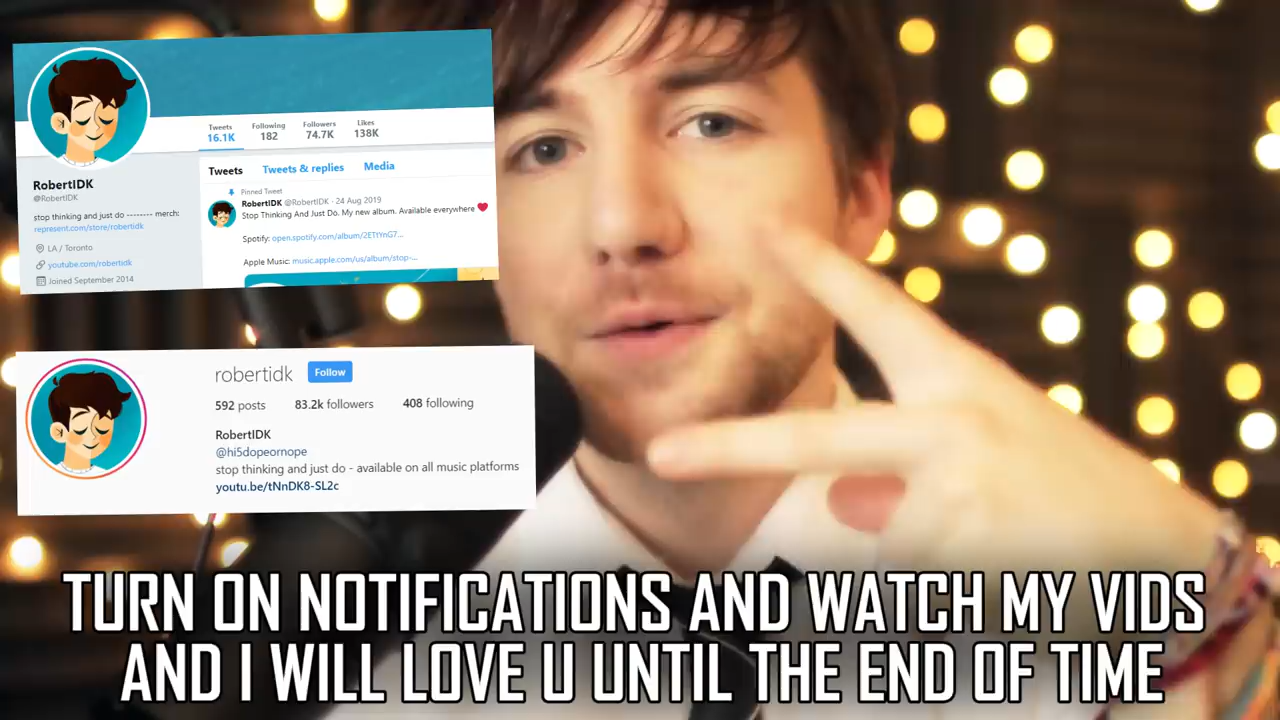 Tweets Following Followers Likes
16.1K 182 74.7K 138K
RobertIDK
@RobertIDK
stop thinking and just do -------- merch:
represent.com/store/robertidk
LA / Toronto
youtube.com/robertidk
Joined September 2014
Tweets Tweets & replies Media
Pinned Tweet
RobertIDK @RobertIDK · 24 Aug 2019
Stop Thinking And Just Do. My new album. Available everywhere ❤
Spotify: open.spotify.com/album/2ETtYnG7...
Apple Music: music.apple.com/us/album/stop-...
robertidk Follow
592 posts 83.2k followers 408 following
RobertIDK
@hi5dopeornope
stop thinking and just do - available on all music platforms
youtu.be/tNnDK8-SL2c
TURN ON NOTIFICATIONS AND WATCH MY VIDS
AND I WILL LOVE U UNTIL THE END OF TIME